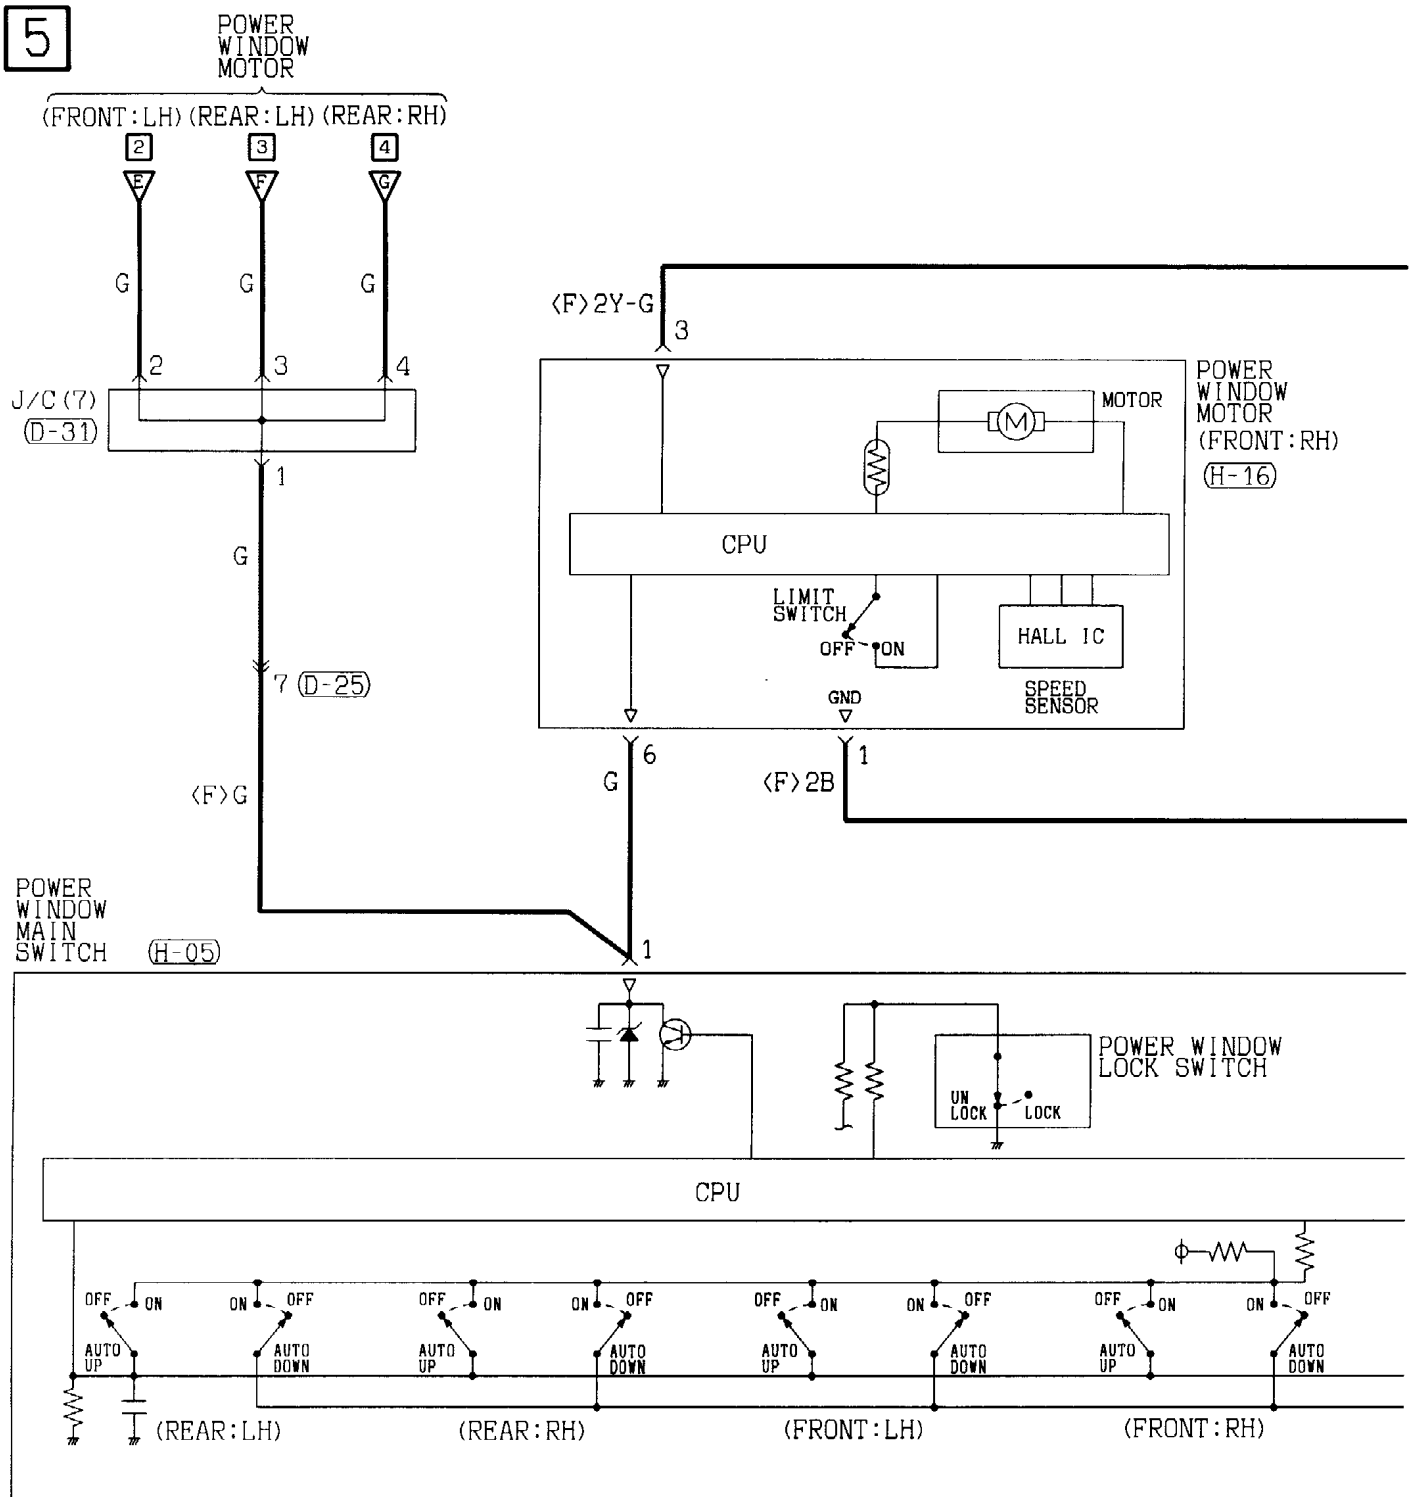 5
POWER
WINDOW
MOTOR
(FRONT:LH) (REAR:LH) (REAR:RH)
2 3 4
E F G
G G G
<F>2Y-G
3
2 3 4
J/C(7)
D-31
1
POWER
WINDOW
MOTOR
(FRONT:RH)
H-16
MOTOR
M
CPU
LIMIT
SWITCH
OFF ON
HALL IC
SPEED
SENSOR
GND
G
7 D-25
6
G
1
<F>2B
<F>G
POWER
WINDOW
MAIN
SWITCH H-05
1
POWER WINDOW
LOCK SWITCH
UN
LOCK LOCK
CPU
OFF ON ON OFF OFF ON ON OFF OFF ON ON OFF OFF ON ON OFF
AUTO AUTO AUTO AUTO AUTO AUTO AUTO AUTO
UP DOWN UP DOWN UP DOWN UP DOWN
(REAR:LH) (REAR:RH) (FRONT:LH) (FRONT:RH)